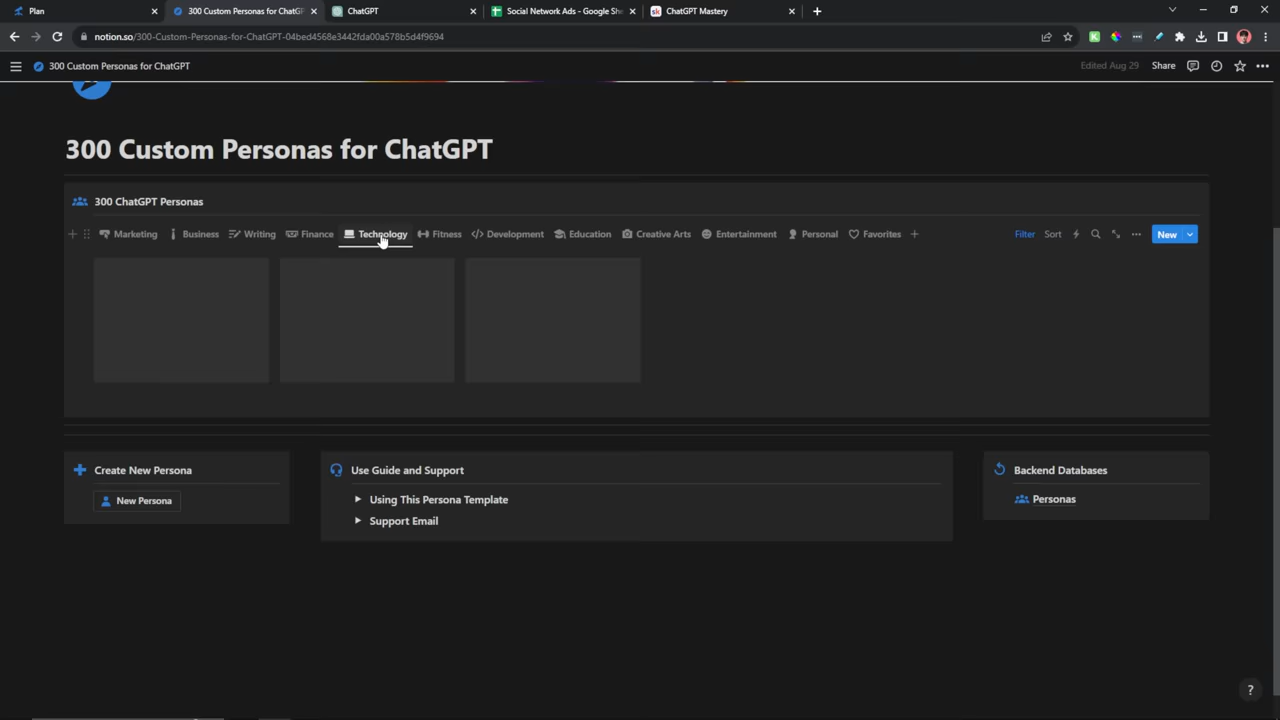 Plan
300 Custom Personas for ChatG
ChatGPT
Social Network Ads - Google She
ChatGPT Mastery
notion.so/300-Custom-Personas-for-ChatGPT-04bed4568e3442fda00a578b5d4f9694
300 Custom Personas for ChatGPT
Edited Aug 29
Share
300 Custom Personas for ChatGPT
300 ChatGPT Personas
Marketing Business Writing Finance Technology Fitness Development Education Creative Arts Entertainment Personal Favorites Filter Sort New
Create New Persona
New Persona
Use Guide and Support
Using This Persona Template
Support Email
Backend Databases
Personas
?